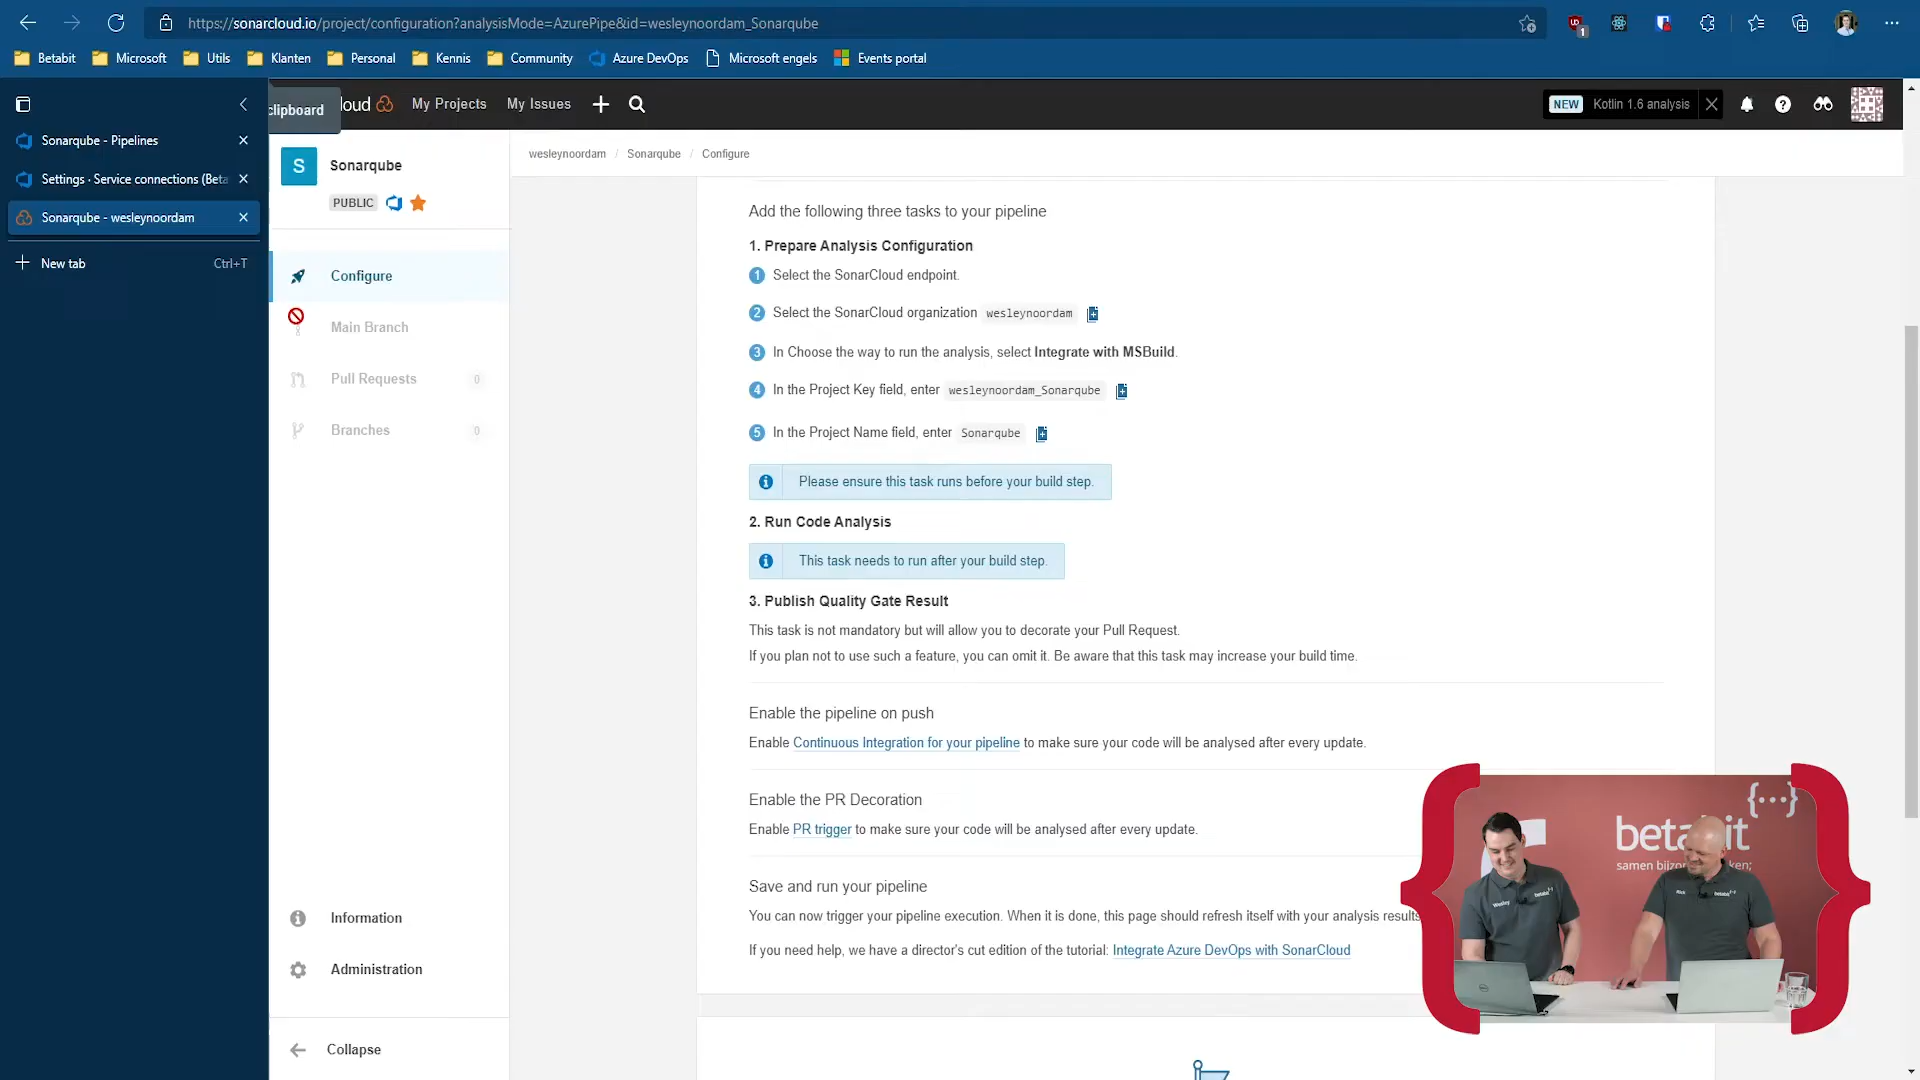 https://sonarcloud.io/project/configuration?analysisMode=AzurePipe&id=wesleynoordam_Sonarqube
1
Betabit
Microsoft
Utils
Klanten
Personal
Kennis
Community
Azure DevOps
Microsoft engels
Events portal
clipboard
loud
My Projects
My Issues
NEW
Kotlin 1.6 analysis
Sonarqube - Pipelines
Settings · Service connections (Beta
Sonarqube - wesleynoordam
New tab
Ctrl+T
S
Sonarqube
PUBLIC
Configure
Main Branch
Pull Requests
0
Branches
0
Information
Administration
Collapse
wesleynoordam / Sonarqube / Configure
Add the following three tasks to your pipeline
1. Prepare Analysis Configuration
1 Select the SonarCloud endpoint.
2 Select the SonarCloud organization wesleynoordam
3 In Choose the way to run the analysis, select Integrate with MSBuild.
4 In the Project Key field, enter wesleynoordam_Sonarqube
5 In the Project Name field, enter Sonarqube
Please ensure this task runs before your build step.
2. Run Code Analysis
This task needs to run after your build step.
3. Publish Quality Gate Result
This task is not mandatory but will allow you to decorate your Pull Request.
If you plan not to use such a feature, you can omit it. Be aware that this task may increase your build time.
Enable the pipeline on push
Enable Continuous Integration for your pipeline to make sure your code will be analysed after every update.
Enable the PR Decoration
Enable PR trigger to make sure your code will be analysed after every update.
Save and run your pipeline
You can now trigger your pipeline execution. When it is done, this page should refresh itself with your analysis results
If you need help, we have a director's cut edition of the tutorial: Integrate Azure DevOps with SonarCloud
{...}
betabit
samen
Wesley
betabit
Rick
betabit